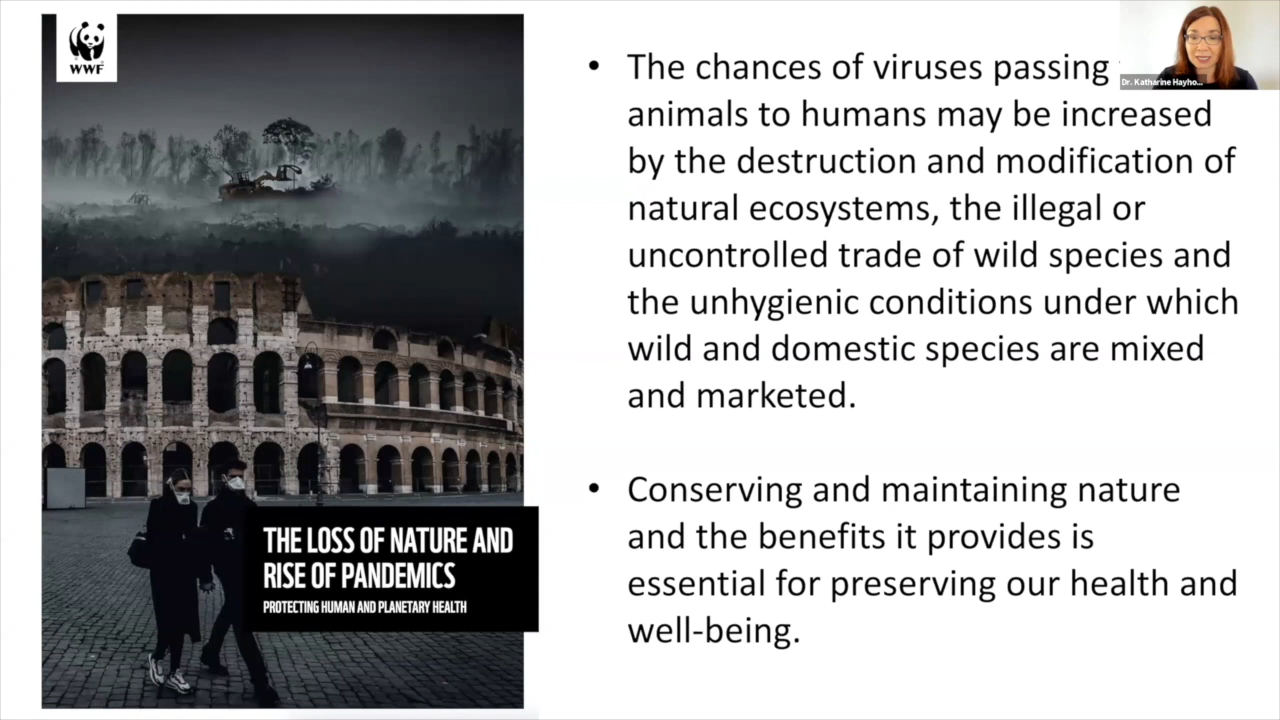 WWF
THE LOSS OF NATURE AND
RISE OF PANDEMICS
PROTECTING HUMAN AND PLANETARY HEALTH
• The chances of viruses passing
animals to humans may be increased
by the destruction and modification of
natural ecosystems, the illegal or
uncontrolled trade of wild species and
the unhygienic conditions under which
wild and domestic species are mixed
and marketed.
• Conserving and maintaining nature
and the benefits it provides is
essential for preserving our health and
well-being.
Dr. Katharine Hayho...